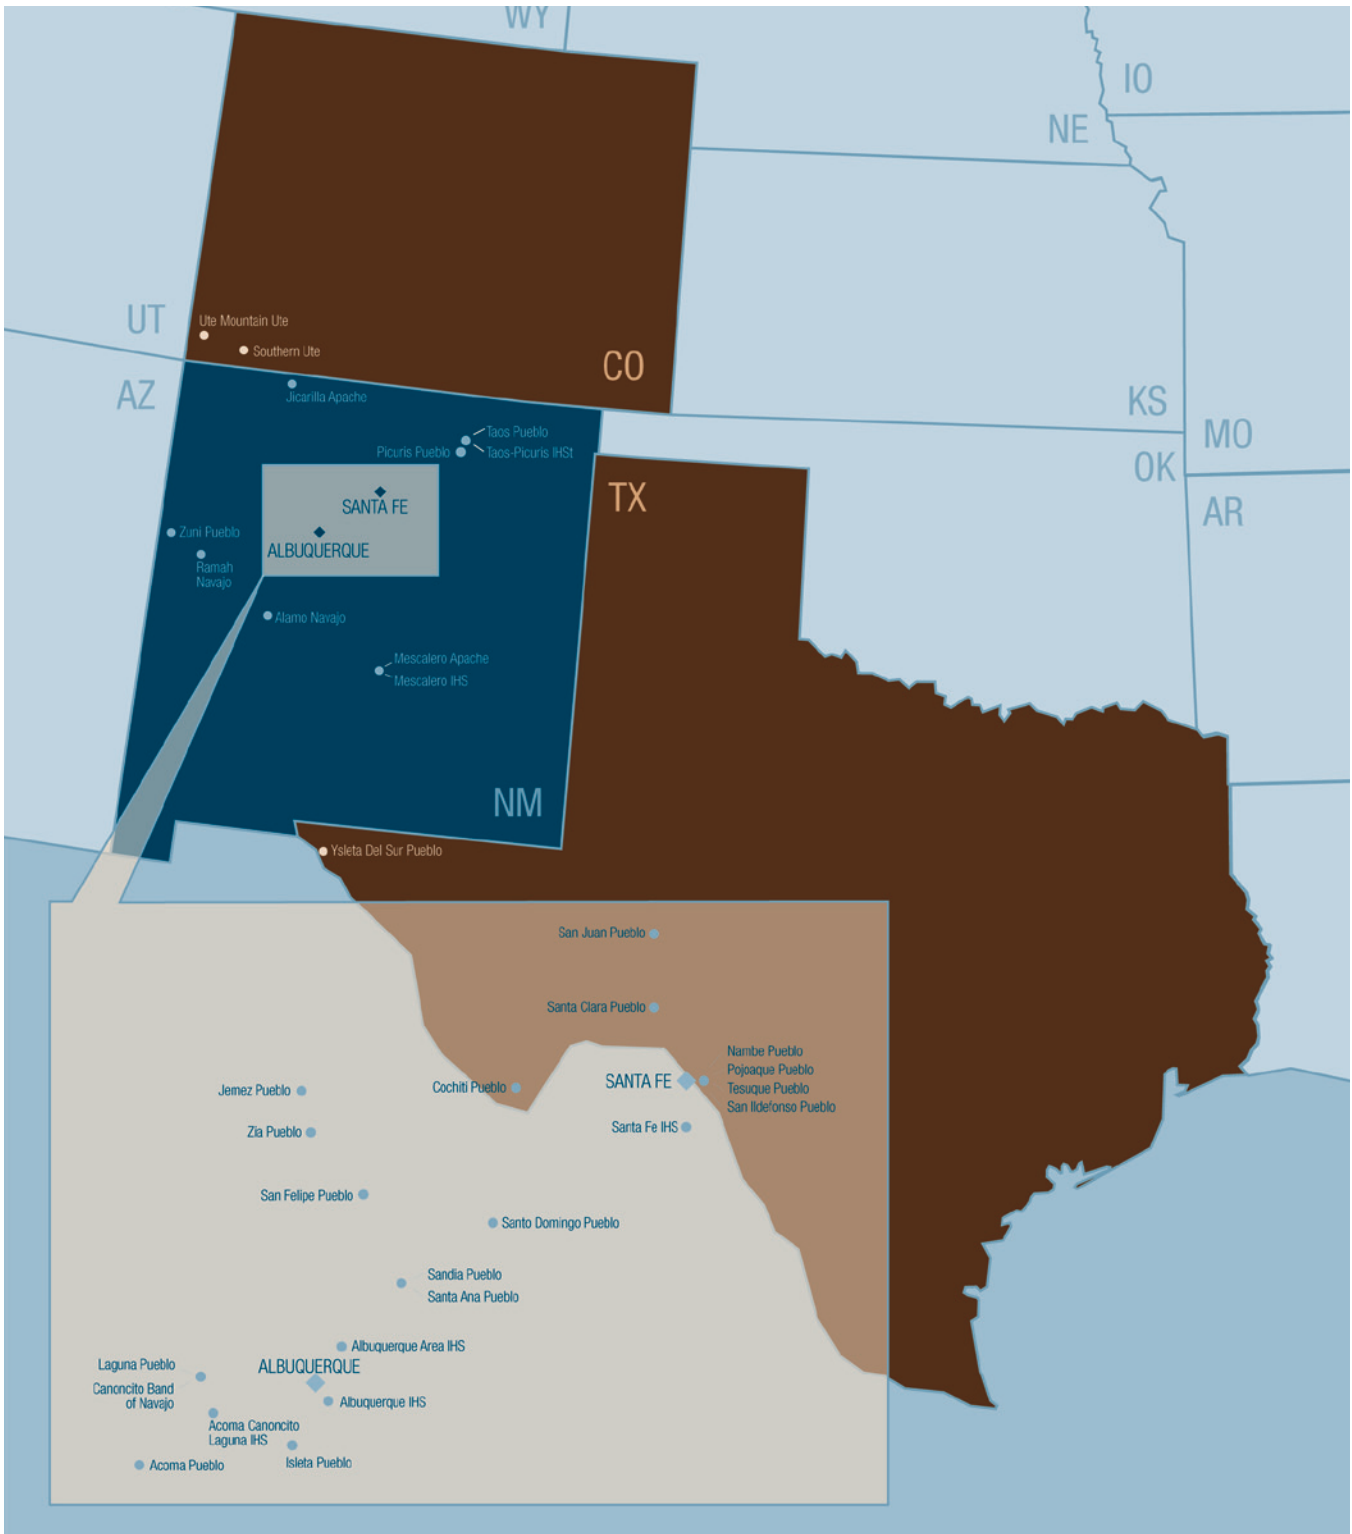 WY
IO
NE
UT
Ute Mountain Ute
Southern Ute
CO
AZ
Jicarilla Apache
KS
MO
Taos Pueblo
Picuris Pueblo
Taos-Picuris IHSt
OK
TX
SANTA FE
AR
Zuni Pueblo
ALBUQUERQUE
Ramah
Navajo
Alamo Navajo
Mescalero Apache
Mescalero IHS
NM
Ysleta Del Sur Pueblo
San Juan Pueblo
Santa Clara Pueblo
Nambe Pueblo
Pojoaque Pueblo
Tesuque Pueblo
San Ildefonso Pueblo
SANTA FE
Jemez Pueblo
Cochiti Pueblo
Santa Fe IHS
Zia Pueblo
San Felipe Pueblo
Santo Domingo Pueblo
Sandia Pueblo
Santa Ana Pueblo
Albuquerque Area IHS
ALBUQUERQUE
Laguna Pueblo
Canoncito Band
of Navajo
Albuquerque IHS
Acoma Canoncito
Laguna IHS
Isleta Pueblo
Acoma Pueblo